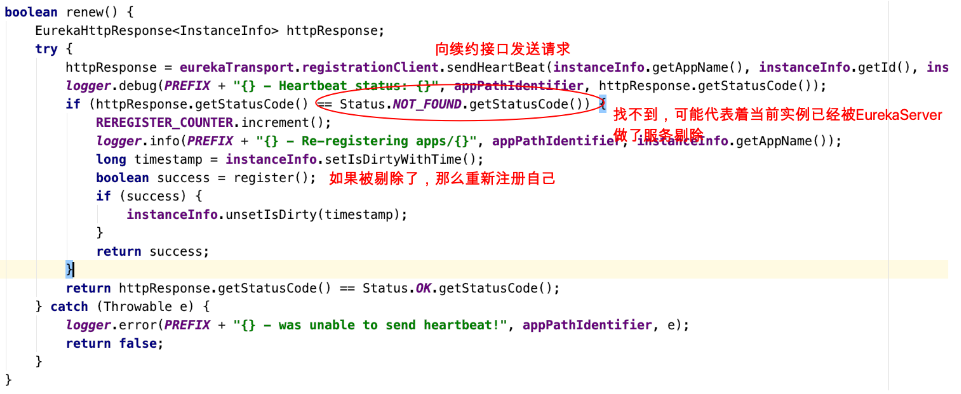 boolean renew() {
EurekaHttpResponse<InstanceInfo> httpResponse;
try {
向续约接口发送请求
httpResponse = eurekaTransport.registrationClient.sendHeartBeat(instanceInfo.getAppName(), instanceInfo.getId(), ins
logger.debug(PREFIX + "{} - Heartbeat status: {}", appPathIdentifier, httpResponse.getStatusCode());
if (httpResponse.getStatusCode() == Status.NOT_FOUND.getStatusCode()) {
找不到，可能代表着当前实例已经被EurekaServer
做了服务剔除
REREGISTER_COUNTER.increment();
logger.info(PREFIX + "{} - Re-registering apps/{}", appPathIdentifier, instanceInfo.getAppName());
long timestamp = instanceInfo.setIsDirtyWithTime();
boolean success = register(); 如果被剔除了，那么重新注册自己
if (success) {
instanceInfo.unsetIsDirty(timestamp);
}
return success;
}
return httpResponse.getStatusCode() == Status.OK.getStatusCode();
} catch (Throwable e) {
logger.error(PREFIX + "{} - was unable to send heartbeat!", appPathIdentifier, e);
return false;
}
}